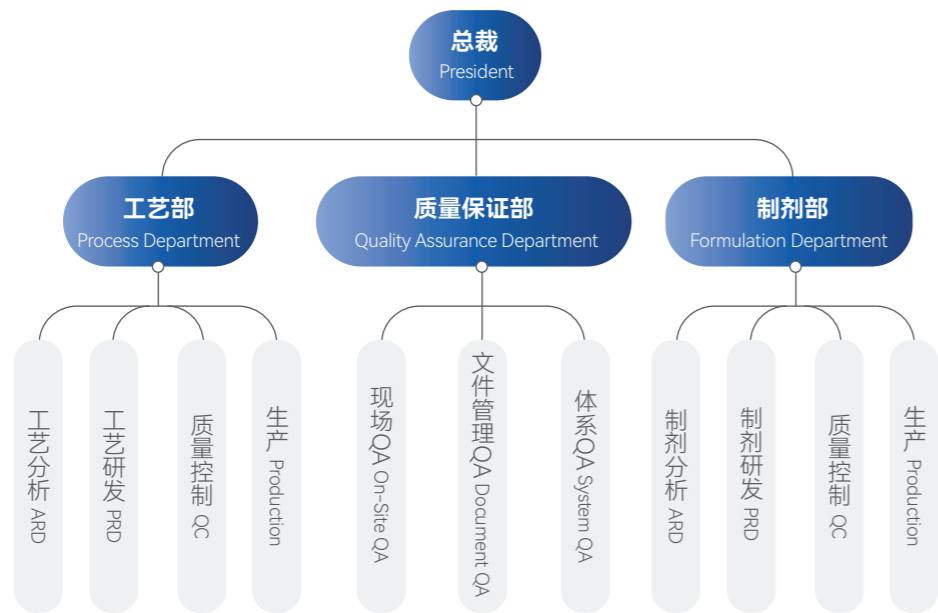 总裁
President
工艺部
Process Department
质量保证部
Quality Assurance Department
制剂部
Formulation Department
工艺分析 ARD
工艺研发 PRD
质量控制 QC
生产 Production
现场QA On-Site QA
文件管理QA Document QA
体系QA System QA
制剂分析 ARD
制剂研发 PRD
质量控制 QC
生产 Production